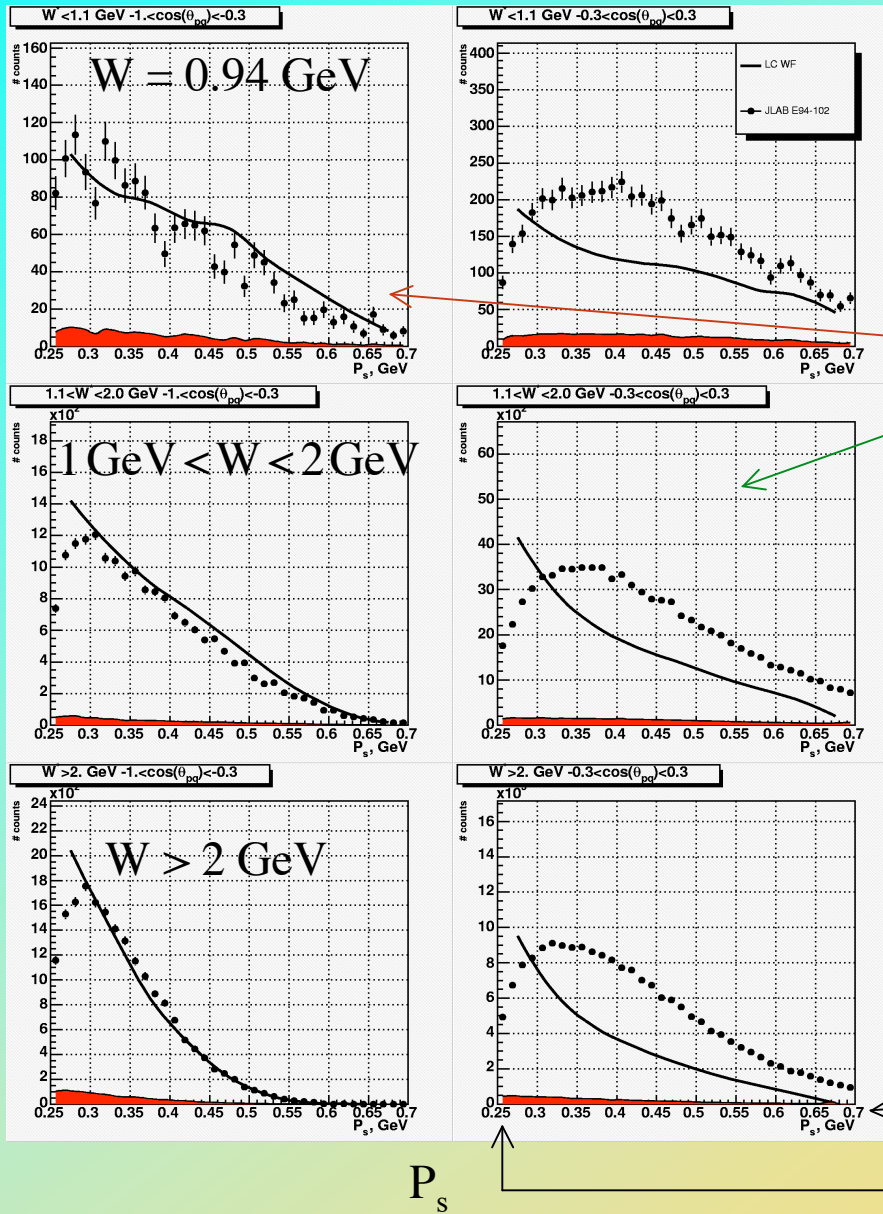 W*<1.1 GeV -1.<cos(θpq)<-0.3
# counts
160
140
120
100
80
60
40
20
0
W = 0.94 GeV
0.25 0.3 0.35 0.4 0.45 0.5 0.55 0.6 0.65 0.7
Ps, GeV
W*<1.1 GeV -0.3<cos(θpq)<0.3
# counts
400
350
300
250
200
150
100
50
0
LC WF
JLAB E94-102
0.25 0.3 0.35 0.4 0.45 0.5 0.55 0.6 0.65 0.7
Ps, GeV
1.1<W*<2.0 GeV -1.<cos(θpq)<-0.3
x10²
# counts
18
16
14
12
10
8
6
4
2
0
1 GeV < W < 2 GeV
0.25 0.3 0.35 0.4 0.45 0.5 0.55 0.6 0.65 0.7
Ps, GeV
1.1<W*<2.0 GeV -0.3<cos(θpq)<0.3
x10²
# counts
60
50
40
30
20
10
0
0.25 0.3 0.35 0.4 0.45 0.5 0.55 0.6 0.65 0.7
Ps, GeV
W*>2. GeV -1.<cos(θpq)<-0.3
x10²
# counts
24
22
20
18
16
14
12
10
8
6
4
2
0
W > 2 GeV
0.25 0.3 0.35 0.4 0.45 0.5 0.55 0.6 0.65 0.7
Ps, GeV
W*>2. GeV -0.3<cos(θpq)<0.3
x10³
# counts
16
14
12
10
8
6
4
2
0
0.25 0.3 0.35 0.4 0.45 0.5 0.55 0.6 0.65 0.7
Ps, GeV
Ps